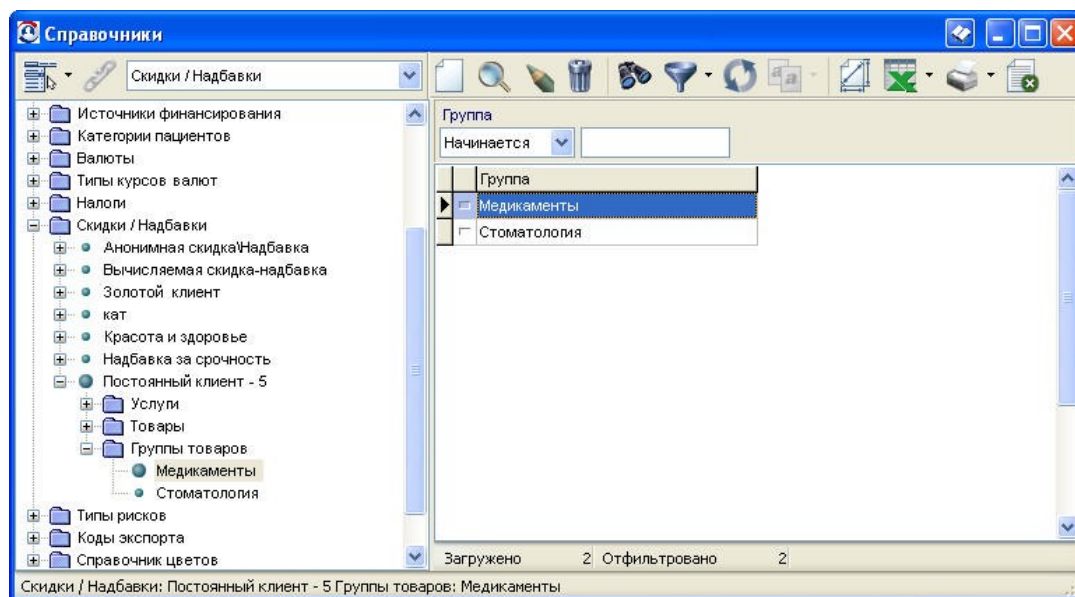 Справочники
Скидки / Надбавки
Источники финансирования
Категории пациентов
Валюты
Типы курсов валют
Налоги
Скидки / Надбавки
Анонимная скидка\Надбавка
Вычисляемая скидка-надбавка
Золотой клиент
кат
Красота и здоровье
Надбавка за срочность
Постоянный клиент - 5
Услуги
Товары
Группы товаров
Медикаменты
Стоматология
Типы рисков
Коды экспорта
Справочник цветов
Группа
Начинается
Группа
Медикаменты
Стоматология
Загружено 2 Отфильтровано 2
Скидки / Надбавки: Постоянный клиент - 5 Группы товаров: Медикаменты